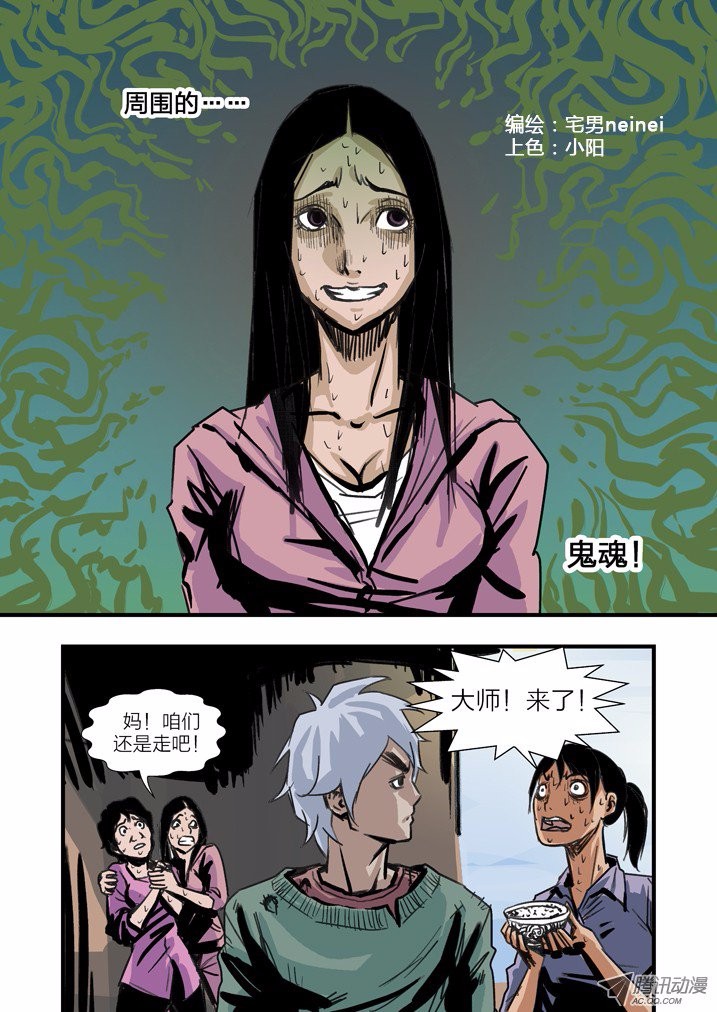 周围的……
编绘：宅男neinei
上色：小阳
鬼魂！
妈！咱们
还是走吧！
大师！来了！
腾讯动漫
AC.QQ.COM